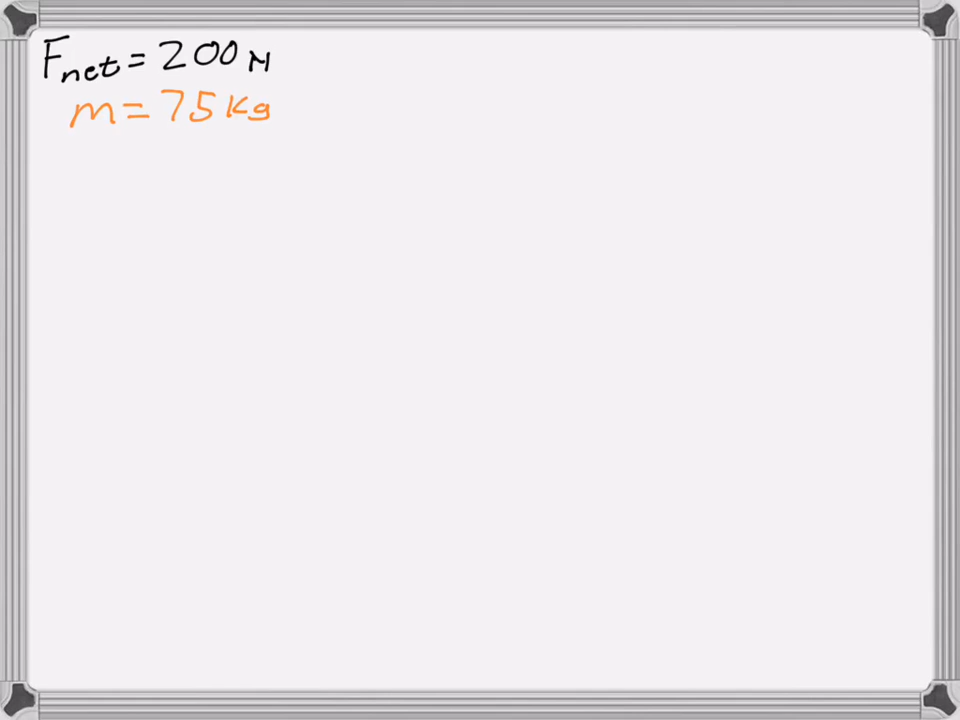 Fnet = 200 N
m = 75 kg